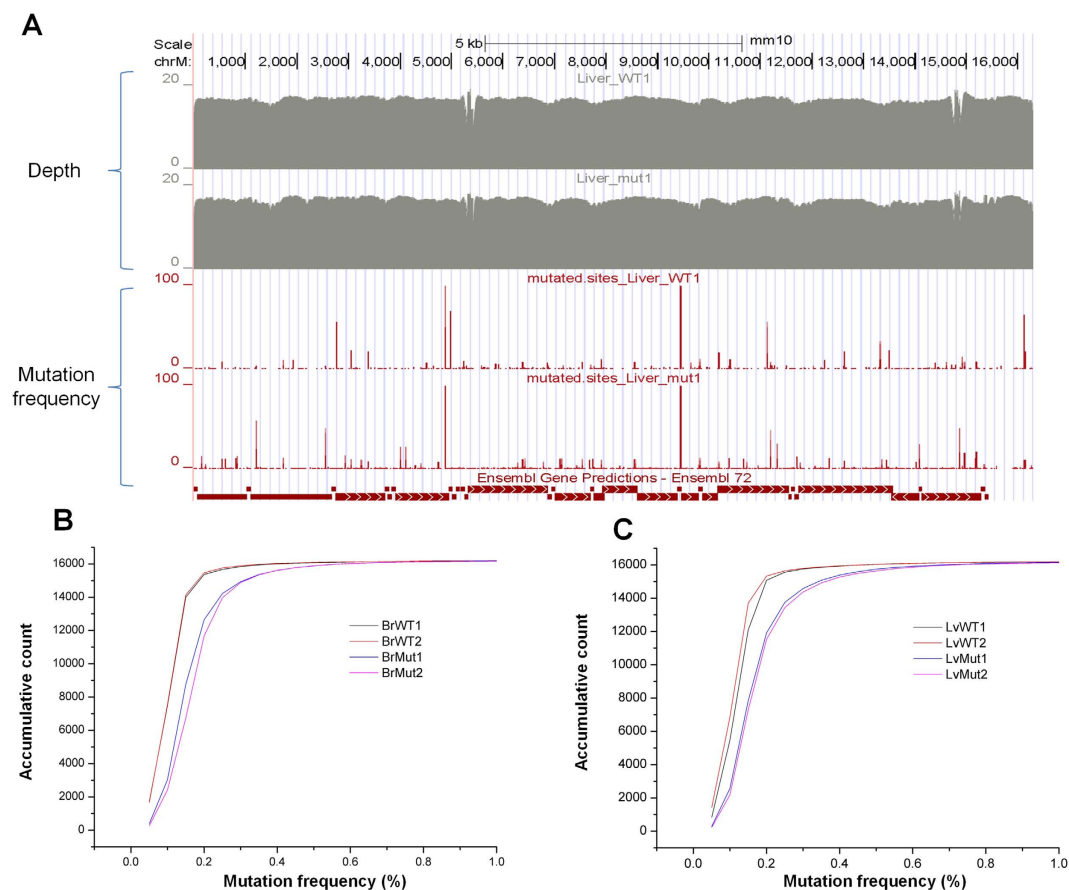 A
Scale 5 kb mm10
chrM: 1,000 2,000 3,000 4,000 5,000 6,000 7,000 8,000 9,000 10,000 11,000 12,000 13,000 14,000 15,000 16,000
20 Liver_WT1
0
20 Liver_mut1
0
Depth
100 mutated.sites_Liver_WT1
0
100 mutated.sites_Liver_mut1
0
Mutation
frequency
Ensembl Gene Predictions - Ensembl 72
B
16000
14000
12000
10000
8000
6000
4000
2000
0
Accumulative count
BrWT1
BrWT2
BrMut1
BrMut2
0.0 0.2 0.4 0.6 0.8 1.0
Mutation frequency (%)
C
16000
14000
12000
10000
8000
6000
4000
2000
0
Accumulative count
LvWT1
LvWT2
LvMut1
LvMut2
0.0 0.2 0.4 0.6 0.8 1.0
Mutation frequency (%)